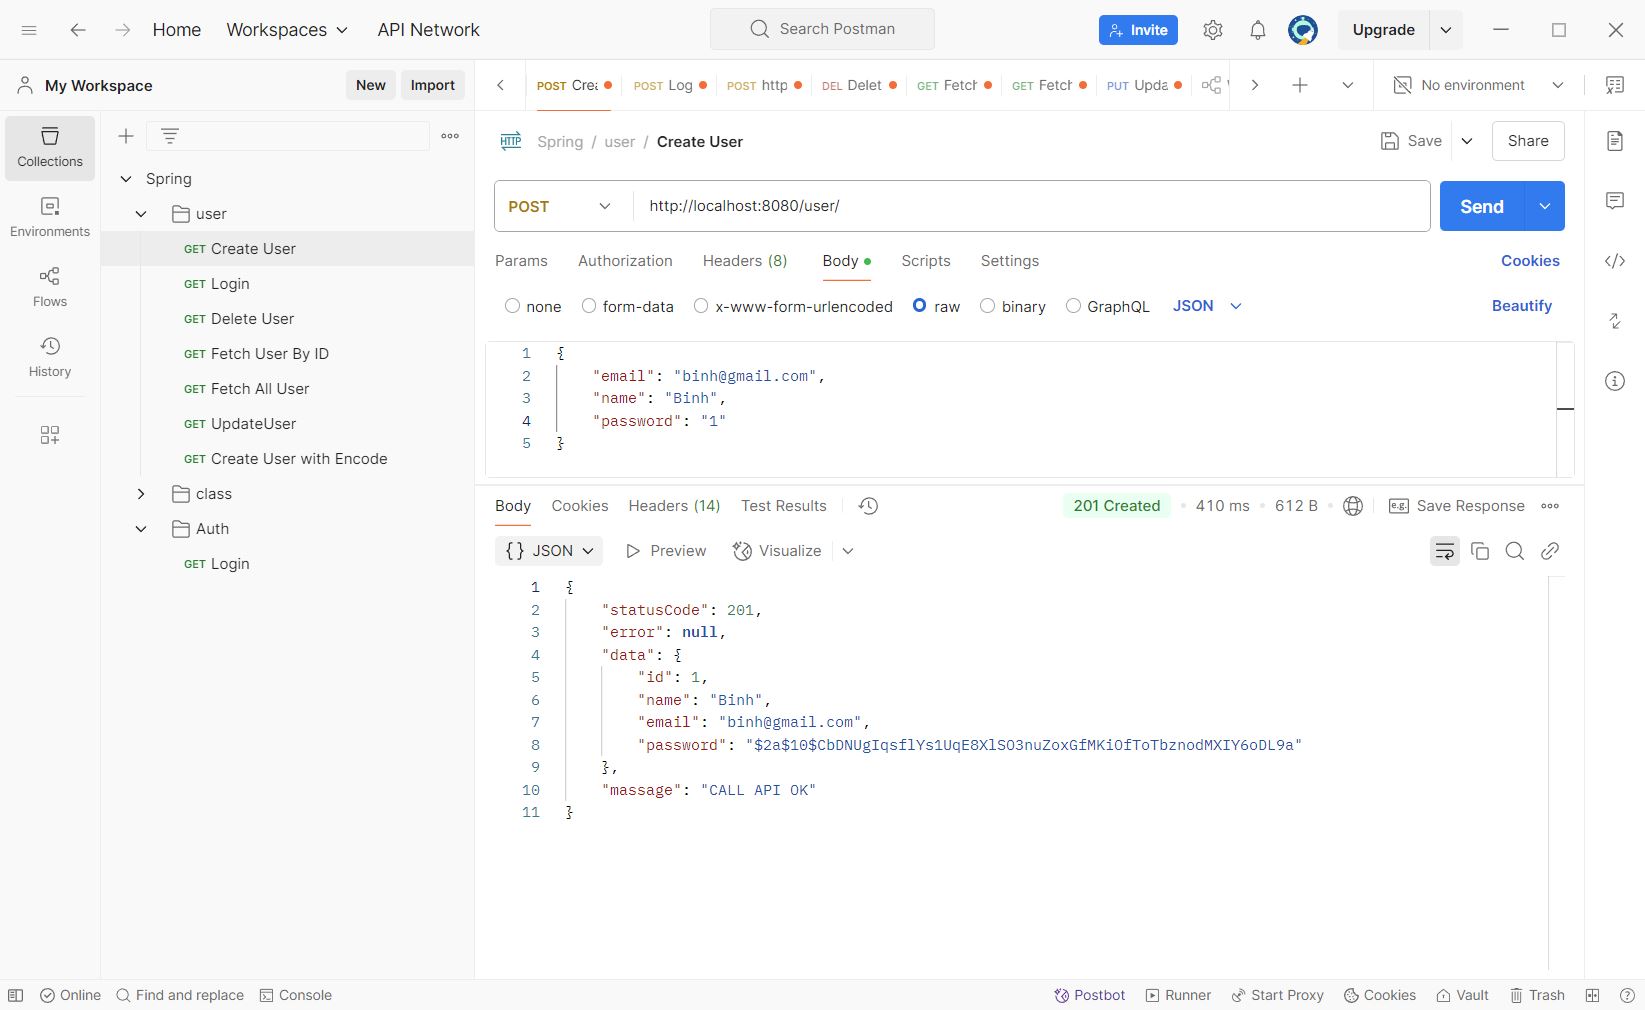 Home Workspaces API Network Search Postman Invite Upgrade
My Workspace New Import
POST Crea POST Log POST http DEL Delet GET Fetch GET Fetch PUT Upda No environment
Collections
Environments
Flows
History
Spring
user
GET Create User
GET Login
GET Delete User
GET Fetch User By ID
GET Fetch All User
GET UpdateUser
GET Create User with Encode
class
Auth
GET Login
HTTP Spring / user / Create User Save Share
POST http://localhost:8080/user/ Send
Params Authorization Headers (8) Body Scripts Settings Cookies
none form-data x-www-form-urlencoded raw binary GraphQL JSON Beautify
1 {
2 "email": "binh@gmail.com",
3 "name": "Binh",
4 "password": "1"
5 }
Body Cookies Headers (14) Test Results 201 Created 410 ms 612 B e.g. Save Response
{} JSON Preview Visualize
1 {
2 "statusCode": 201,
3 "error": null,
4 "data": {
5 "id": 1,
6 "name": "Binh",
7 "email": "binh@gmail.com",
8 "password": "$2a$10$CbDNUgIqsflYs1UqE8XlSO3nuZoxGfMKiOfToTbznodMXIY6oDL9a"
9 },
10 "massage": "CALL API OK"
11 }
Online Find and replace Console Postbot Runner Start Proxy Cookies Vault Trash